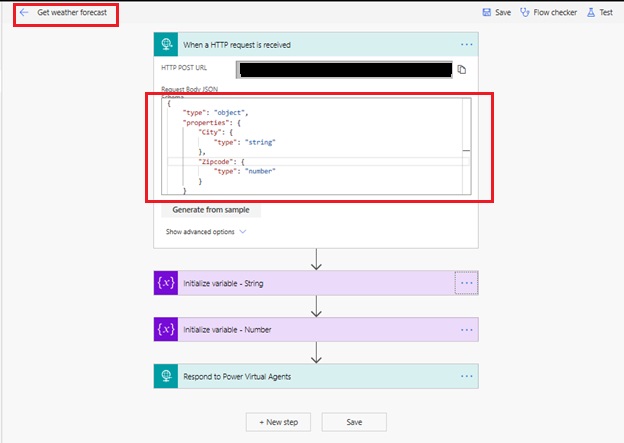 Get weather forecast
Save
Flow checker
Test
When a HTTP request is received
HTTP POST URL
Request Body JSON
{
"type": "object",
"properties": {
"City": {
"type": "string"
},
"Zipcode": {
"type": "number"
}
}
Generate from sample
Show advanced options
{x} Initialize variable - String
{x} Initialize variable - Number
Respond to Power Virtual Agents
+ New step
Save